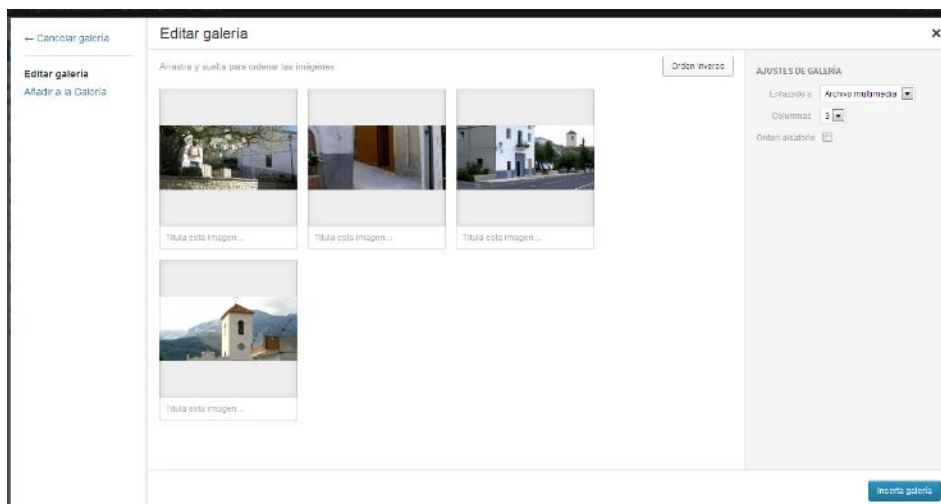 ← Cancelar galería
Editar galería
Añadir a la Galería
Editar galería
×
Arrastra y suelta para ordenar las imágenes.
Orden inverso
Titula esta imagen...
Titula esta imagen...
Titula esta imagen...
Titula esta imagen...
AJUSTES DE GALERÍA
Enlazado a Archivo multimedia
Columnas 3
Orden aleatorio
Inserta galería